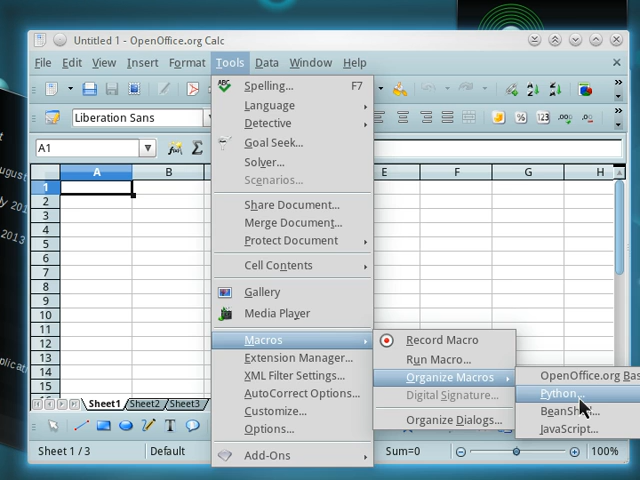 Untitled 1 - OpenOffice.org Calc
File Edit View Insert Format Tools Data Window Help
Liberation Sans
A1
A B E F G H
1
2
3
4
5
6
7
8
9
10
11
12
13
14
15
Spelling... F7
Language
Detective
Goal Seek...
Solver...
Scenarios...
Share Document...
Merge Document...
Protect Document
Cell Contents
Gallery
Media Player
Macros
Extension Manager...
XML Filter Settings...
AutoCorrect Options...
Customize...
Options...
Add-Ons
Record Macro
Run Macro...
Organize Macros
Digital Signature...
Organize Dialogs...
OpenOffice.org Bas
Python...
JavaScript...
Sheet1 Sheet2 Sheet3
Sheet 1 / 3 Sum=0 100%
2013